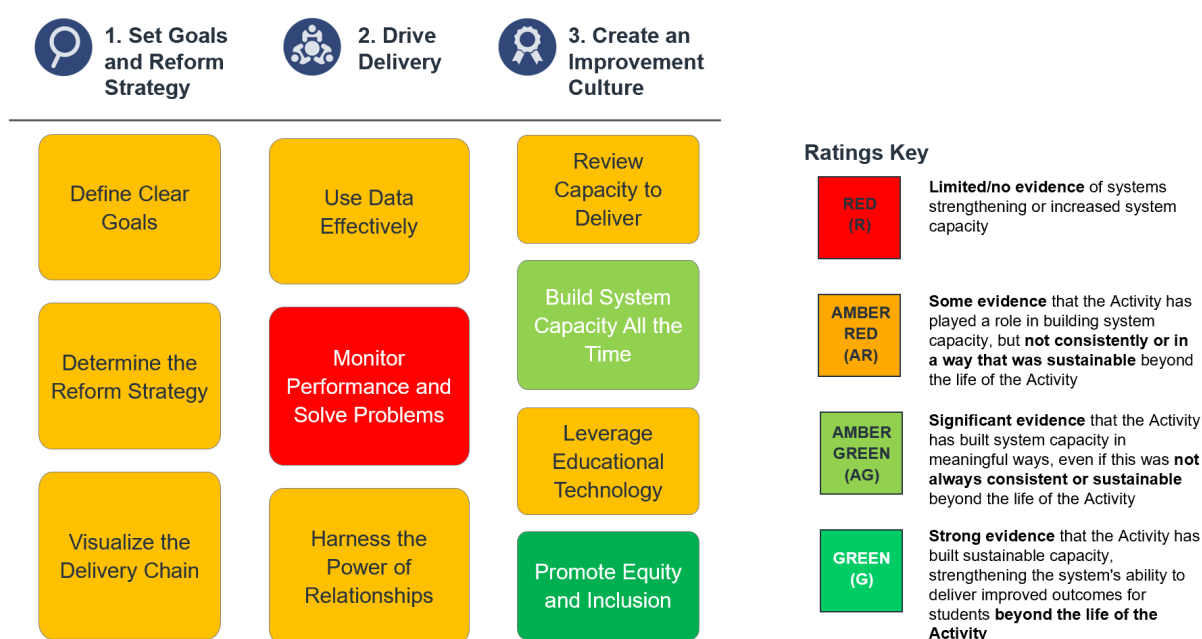 1. Set Goals
and Reform
Strategy
2. Drive
Delivery
3. Create an
Improvement
Culture
Define Clear
Goals
Determine the
Reform Strategy
Visualize the
Delivery Chain
Use Data
Effectively
Monitor
Performance and
Solve Problems
Harness the
Power of
Relationships
Review
Capacity to
Deliver
Build System
Capacity All the
Time
Leverage
Educational
Technology
Promote Equity
and Inclusion
Ratings Key
RED
(R)
Limited/no evidence of systems
strengthening or increased system
capacity
AMBER
RED
(AR)
Some evidence that the Activity has
played a role in building system
capacity, but not consistently or in
a way that was sustainable beyond
the life of the Activity
AMBER
GREEN
(AG)
Significant evidence that the Activity
has built system capacity in
meaningful ways, even if this was not
always consistent or sustainable
beyond the life of the Activity
GREEN
(G)
Strong evidence that the Activity has
built sustainable capacity,
strengthening the system's ability to
deliver improved outcomes for
students beyond the life of the
Activity